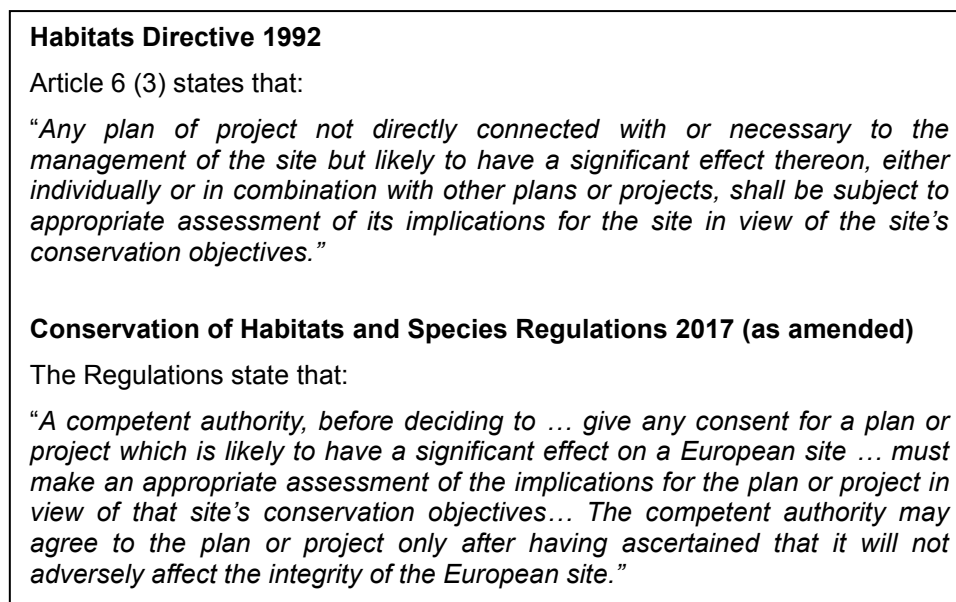 Habitats Directive 1992
Article 6 (3) states that:
“Any plan of project not directly connected with or necessary to the
management of the site but likely to have a significant effect thereon, either
individually or in combination with other plans or projects, shall be subject to
appropriate assessment of its implications for the site in view of the site’s
conservation objectives.”
Conservation of Habitats and Species Regulations 2017 (as amended)
The Regulations state that:
“A competent authority, before deciding to … give any consent for a plan or
project which is likely to have a significant effect on a European site … must
make an appropriate assessment of the implications for the plan or project in
view of that site’s conservation objectives… The competent authority may
agree to the plan or project only after having ascertained that it will not
adversely affect the integrity of the European site.”